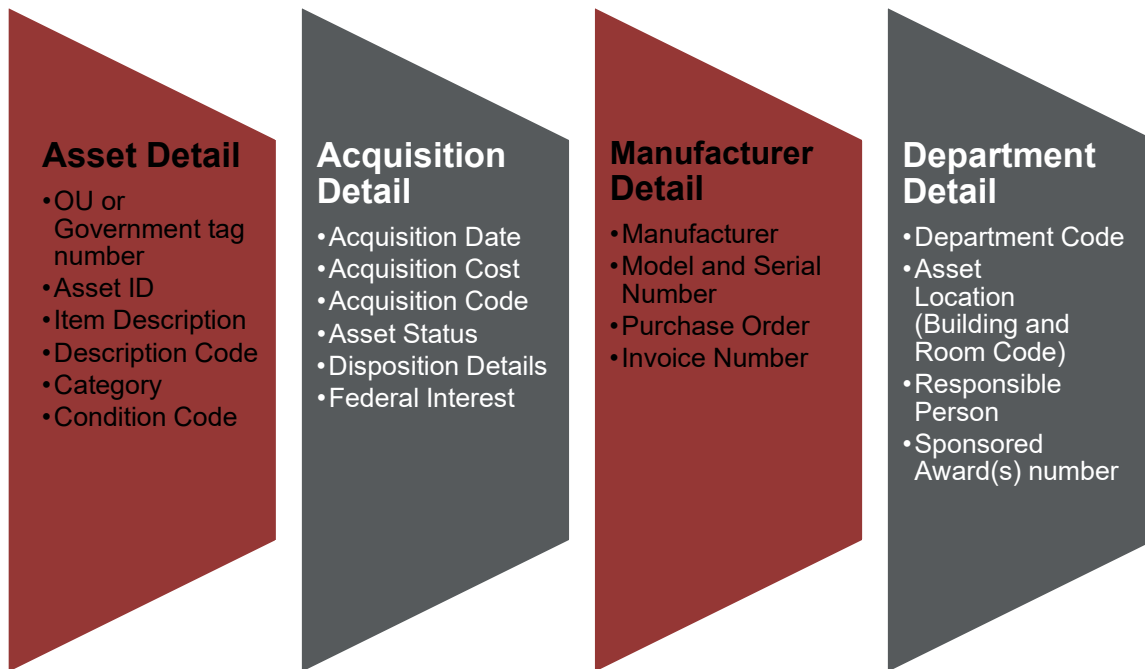 Asset Detail
•OU or
Government tag
number
•Asset ID
•Item Description
•Description Code
•Category
•Condition Code
Acquisition
Detail
•Acquisition Date
•Acquisition Cost
•Acquisition Code
•Asset Status
•Disposition Details
•Federal Interest
Manufacturer
Detail
•Manufacturer
•Model and Serial
Number
•Purchase Order
•Invoice Number
Department
Detail
•Department Code
•Asset
Location
(Building and
Room Code)
•Responsible
Person
•Sponsored
Award(s) number